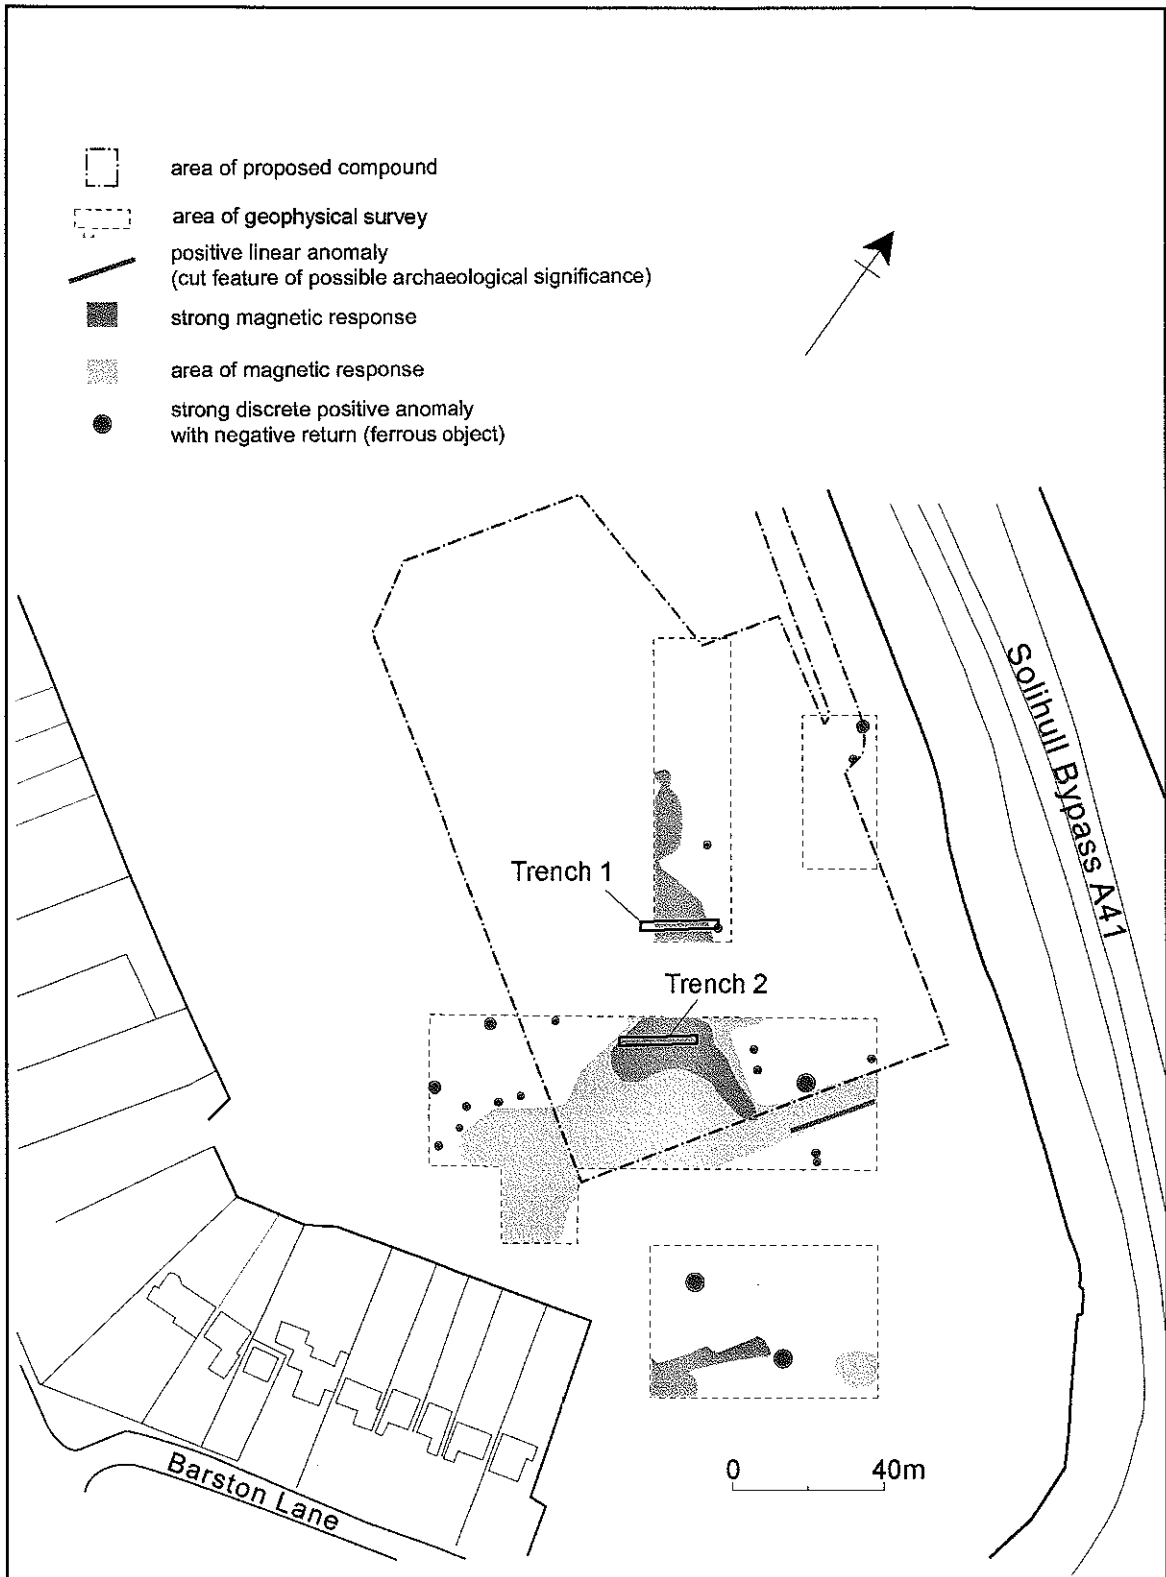 area of proposed compound
area of geophysical survey
positive linear anomaly
(cut feature of possible archaeological significance)
strong magnetic response
area of magnetic response
strong discrete positive anomaly
with negative return (ferrous object)
Solihull Bypass A41
Trench 1
Trench 2
Barston Lane
0 40m